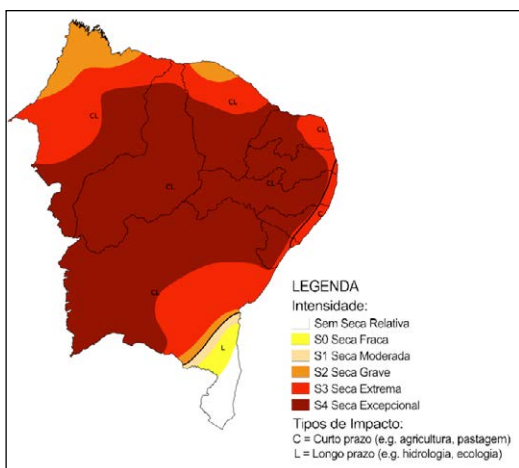 CL
CL
CL
CL
CL
C
CL
L
LEGENDA
Intensidade:
Sem Seca Relativa
S0 Seca Fraca
S1 Seca Moderada
S2 Seca Grave
S3 Seca Extrema
S4 Seca Excepcional
Tipos de Impacto:
C = Curto prazo (e.g. agricultura, pastagem)
L = Longo prazo (e.g. hidrologia, ecologia)